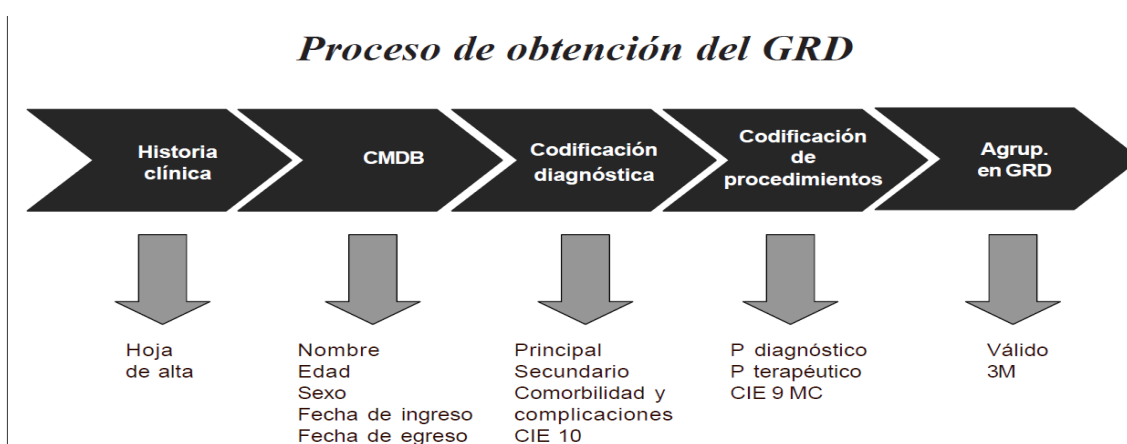 Proceso de obtención del GRD
Historia
clínica
CMDB
Codificación
diagnóstica
Codificación
de
procedimientos
Agrup.
en GRD
Hoja
de alta
Nombre
Edad
Sexo
Fecha de ingreso
Fecha de egreso
Principal
Secundario
Comorbilidad y
complicaciones
CIE 10
P diagnóstico
P terapéutico
CIE 9 MC
Válido
3M